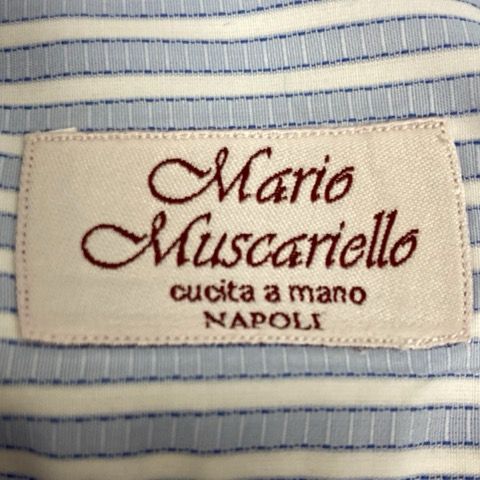 Mario
Muscariello
cucita a mano
NAPOLI